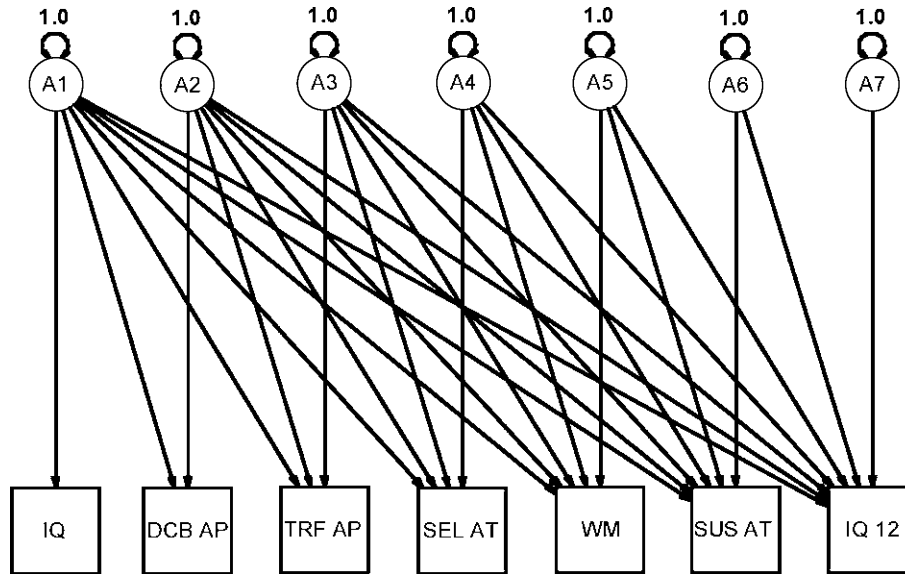 1.0 1.0 1.0 1.0 1.0 1.0 1.0
A1 A2 A3 A4 A5 A6 A7
IQ DCB AP TRF AP SEL AT WM SUS AT IQ 12